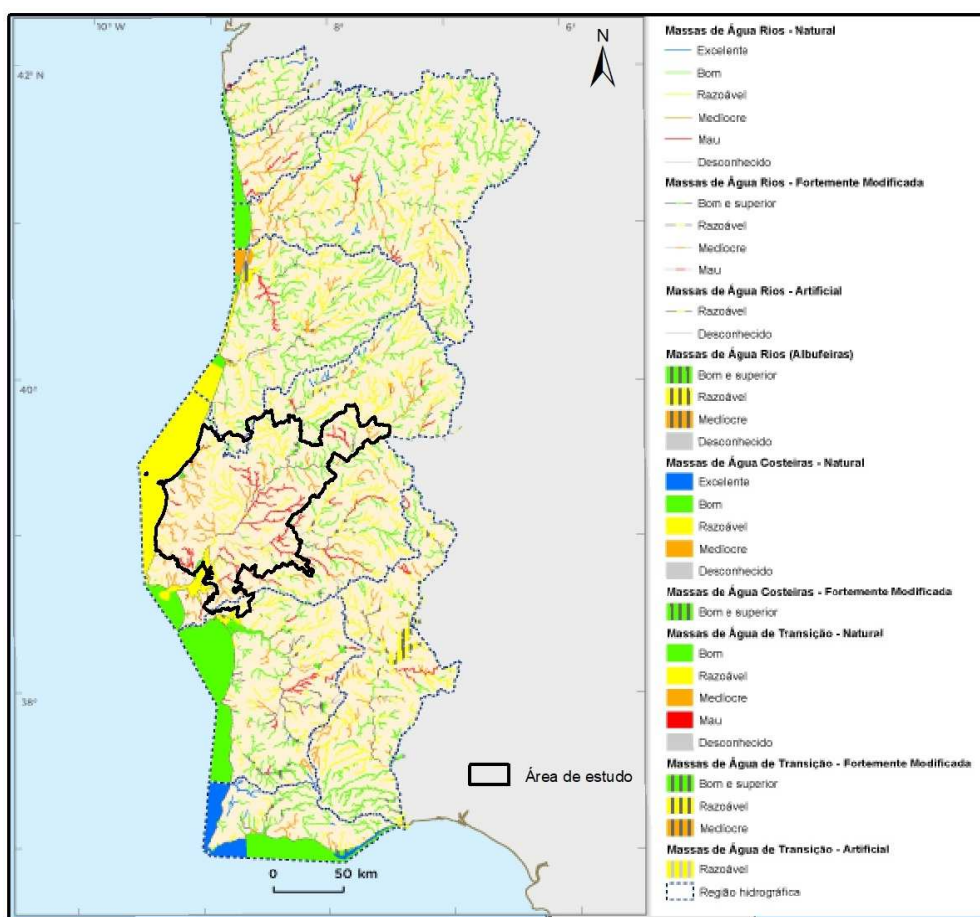 10° W
8°
6°
42° N
N
40°
38°
Área de estudo
0 50 km
Massas de Água Rios - Natural
Excelente
Bom
Razoável
Medíocre
Mau
Desconhecido
Massas de Água Rios - Fortemente Modificada
Bom e superior
Razoável
Medíocre
Mau
Massas de Água Rios - Artificial
Razoável
Desconhecido
Massas de Água Rios (Albufeiras)
Bom e superior
Razoável
Medíocre
Desconhecido
Massas de Água Costeiras - Natural
Excelente
Bom
Razoável
Medíocre
Desconhecido
Massas de Água Costeiras - Fortemente Modificada
Bom e superior
Massas de Água de Transição - Natural
Bom
Razoável
Medíocre
Mau
Desconhecido
Massas de Água de Transição - Fortemente Modificada
Bom e superior
Razoável
Medíocre
Massas de Água de Transição - Artificial
Razoável
Região hidrográfica